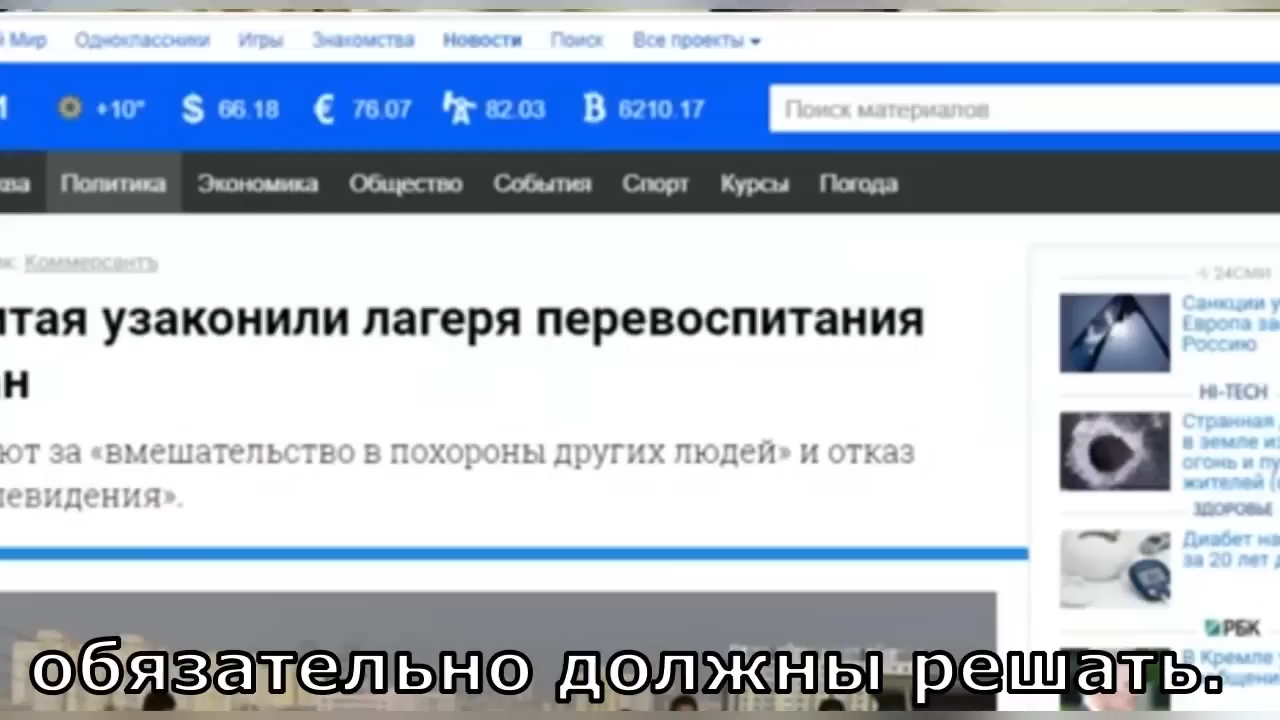 Мир Одноклассники Игры Знакомства Новости Поиск Все проекты
+10° $ 66.18 € 76.07 82.03 B 6210.17 Поиск материалов
Политика Экономика Общество События Спорт Курсы Погода
Коммерсантъ
итая узаконили лагеря перевоспитания
ан
ют за «вмешательство в похороны других людей» и отказ
левидения».
24СМИ
Санкции у
Европа за
Россию
HI-TECH
Странная
в земле из
огонь и пу
жителей
ЗДОРОВЬЕ
Диабет на
за 20 лет д
РБК
В Кремле
обязательно должны решать.